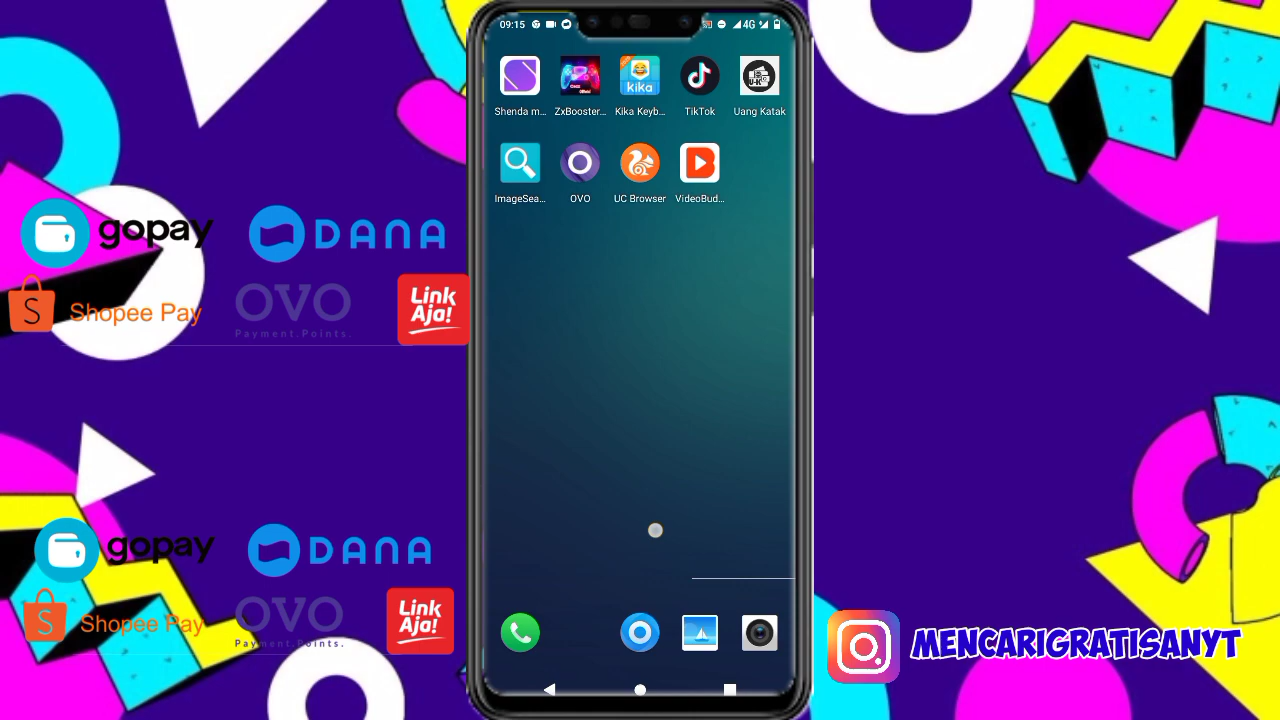 09:15
4G
Shenda m...
ZxBooster...
Kika Keyb...
TikTok
Uang Katak
kika
ImageSea...
OVO
UC Browser
VideoBud...
gopay
DANA
Shopee Pay
OVO
Payment.Points.
Link
Aja!
gopay
DANA
Shopee Pay
OVO
Payment.Points.
Link
Aja!
MENCARIGRATISANYT